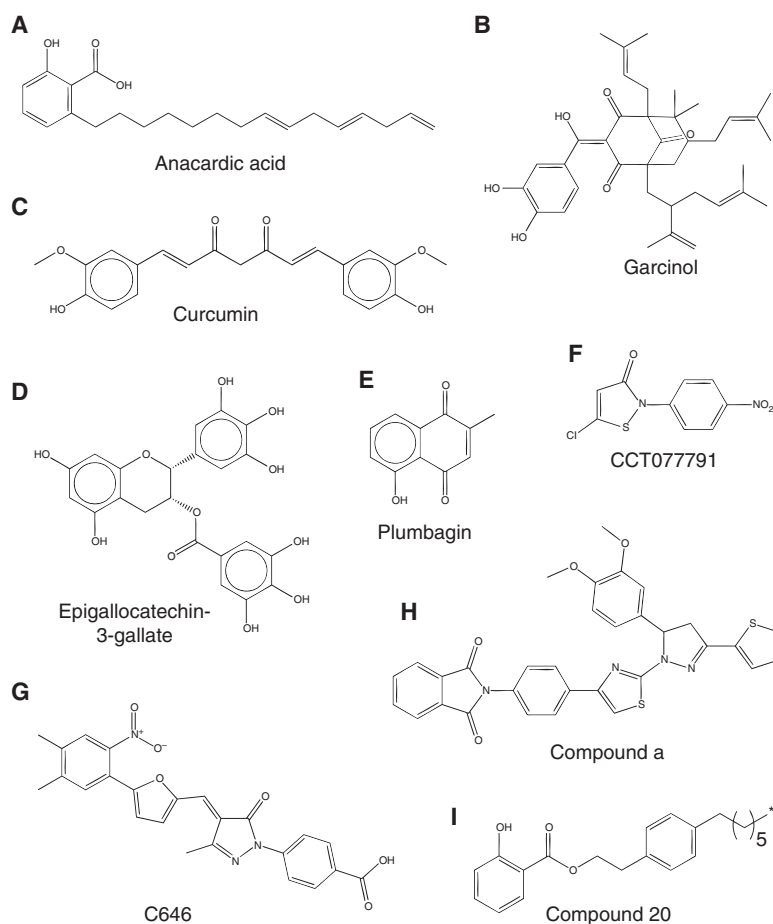 A
OH
O
OH
Anacardic acid
B
O
OH
O
O
HO
HO
Garcinol
C
O
O
O
O
HO
OH
Curcumin
D
OH
OH
OH
HO
O
OH
O
O
OH
OH
OH
Epigallocatechin-
3-gallate
E
O
OH
O
Plumbagin
F
O
N
NO2
Cl
S
CCT077791
G
O
N+
O−
O
O
N
N
OH
O
C646
H
O
O
O
N
O
N
S
N
N
S
Compound a
I
OH
O
O
5
*
Compound 20